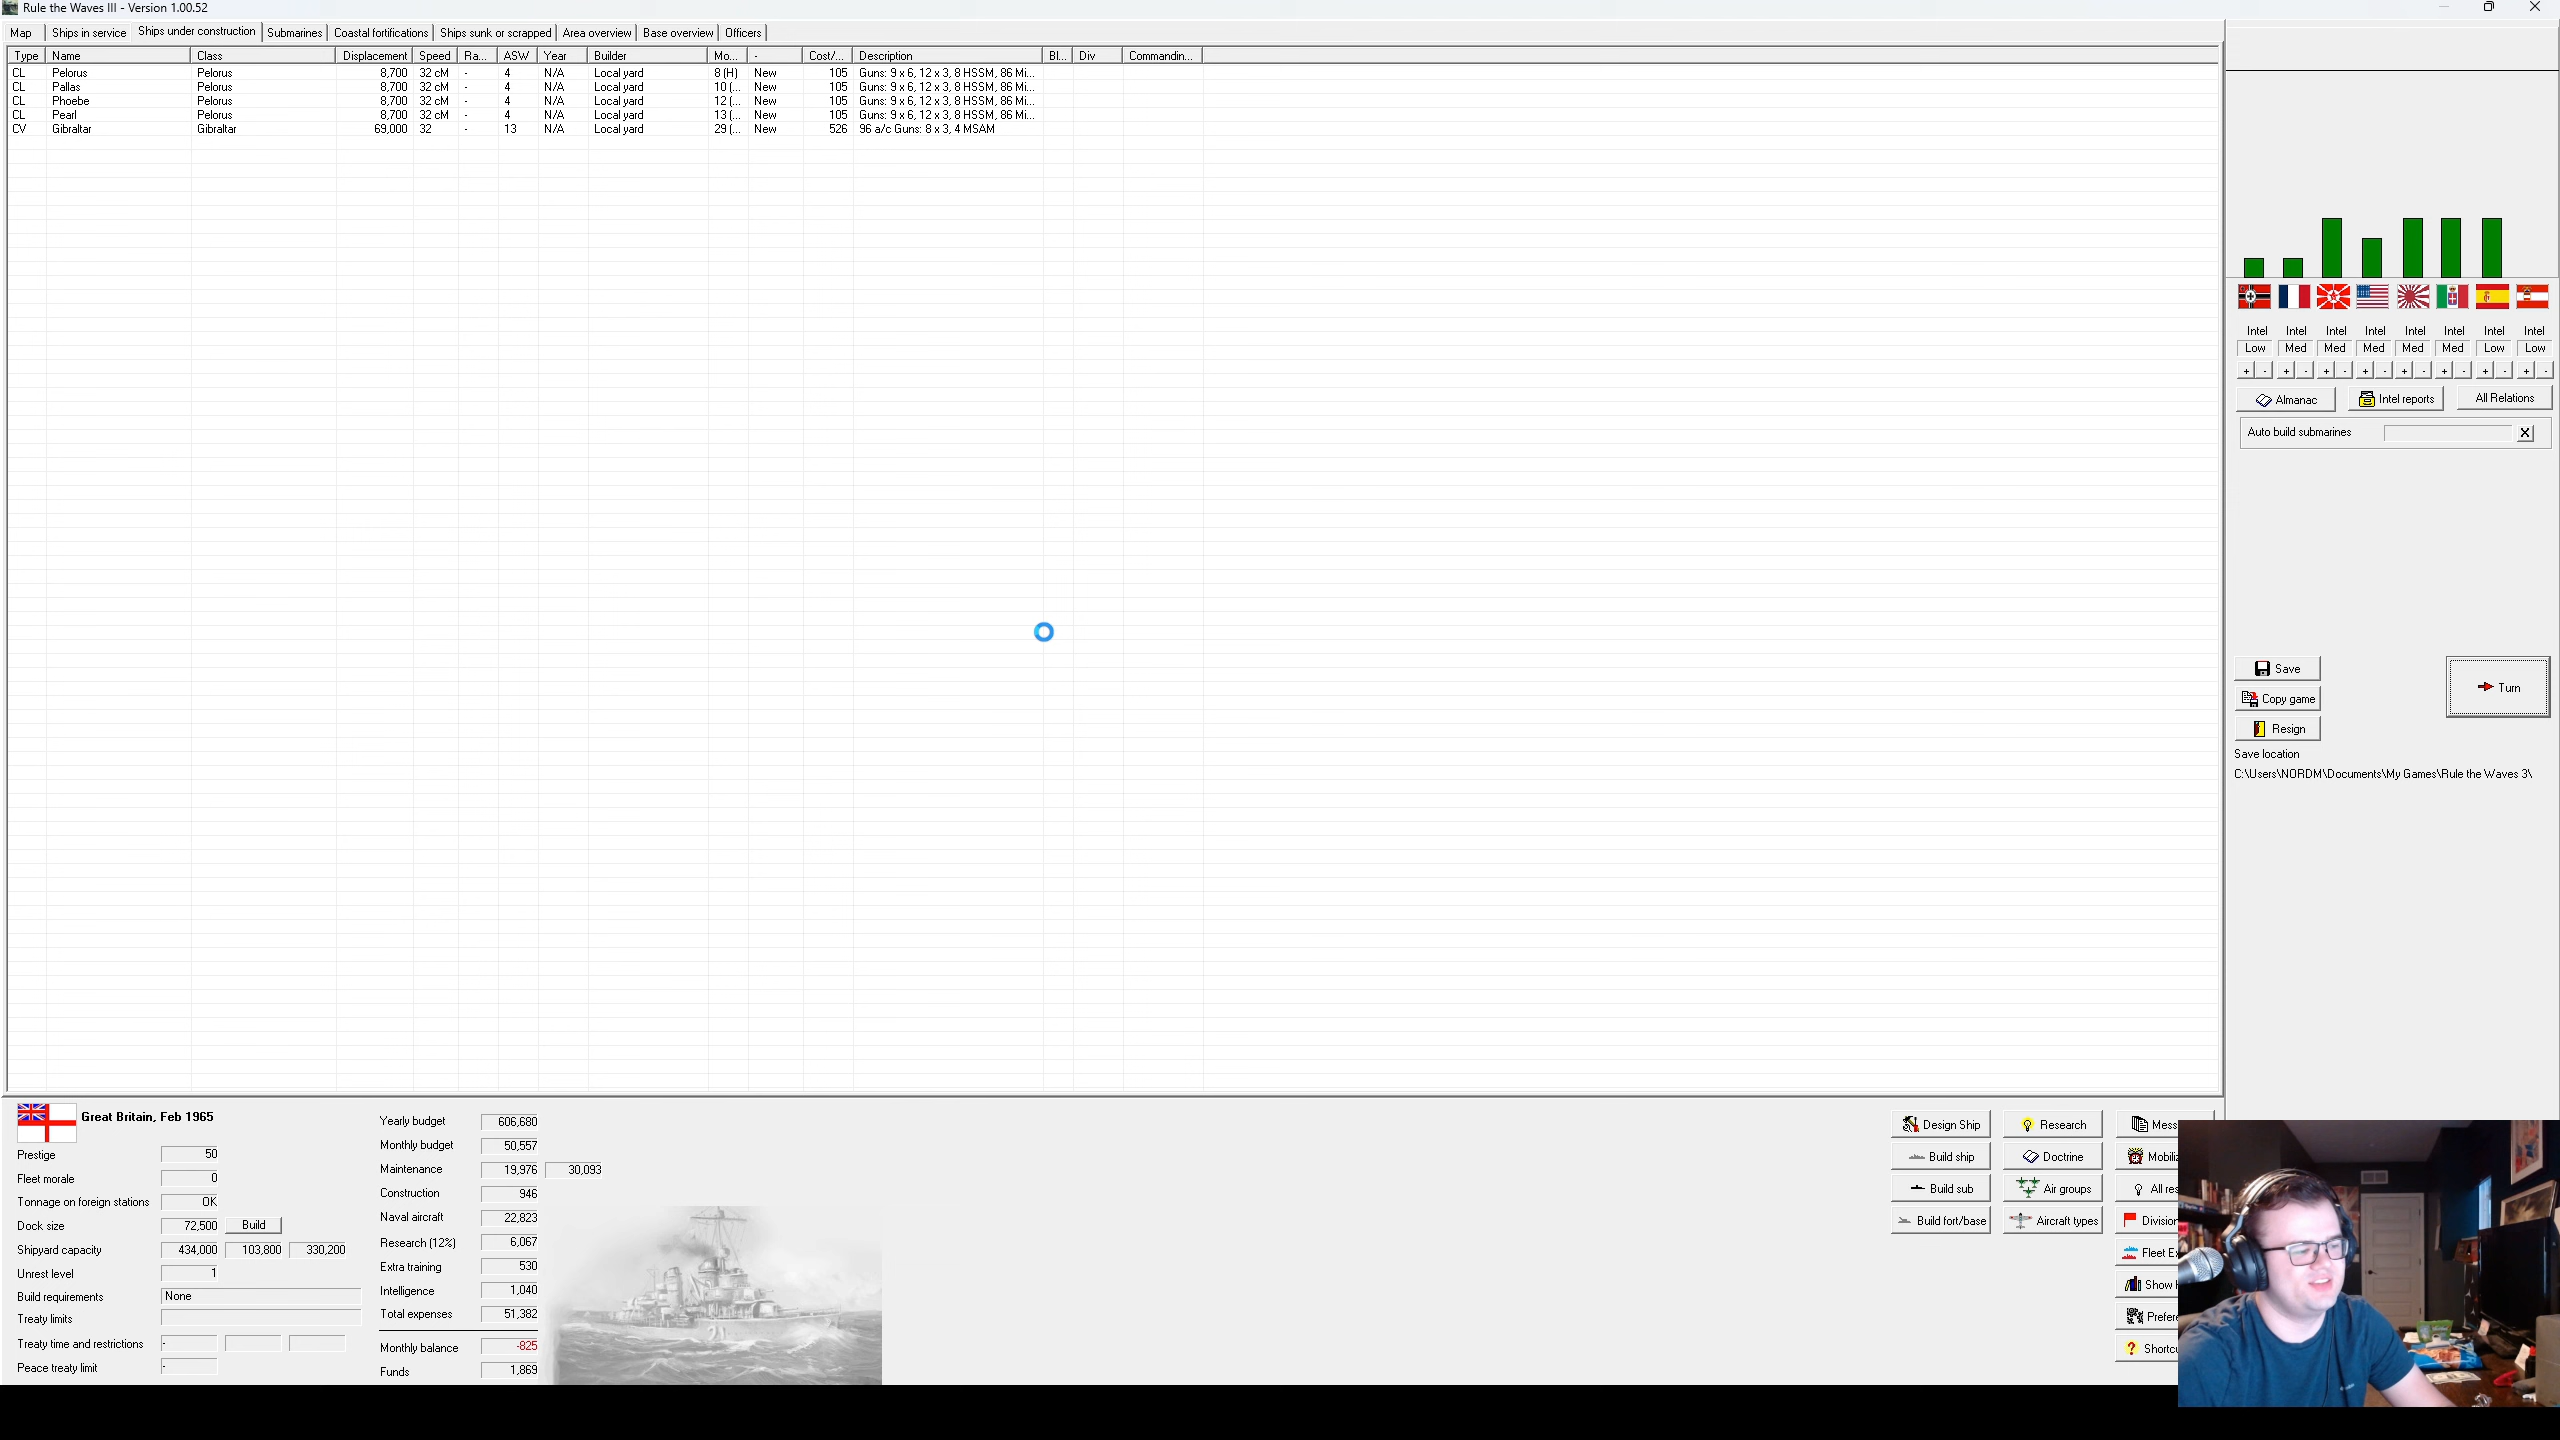 Rule the Waves III - Version 1.00.52
Map Ships in service Ships under construction Submarines Coastal fortifications Ships sunk or scrapped Area overview Base overview Officers
Type Name Class Displacement Speed Ra... ASW Year Builder Mo... - Cost/... Description Bl... Div Commandin...
CL Pelorus Pelorus 8,700 32 cM - 4 N/A Local yard 8 (H) New 105 Guns: 9 x 6, 12 x 3, 8 HSSM, 86 Mi...
CL Pallas Pelorus 8,700 32 cM - 4 N/A Local yard 10 (... New 105 Guns: 9 x 6, 12 x 3, 8 HSSM, 86 Mi...
CL Phoebe Pelorus 8,700 32 cM - 4 N/A Local yard 12 (... New 105 Guns: 9 x 6, 12 x 3, 8 HSSM, 86 Mi...
CL Pearl Pelorus 8,700 32 cM - 4 N/A Local yard 13 (... New 105 Guns: 9 x 6, 12 x 3, 8 HSSM, 86 Mi...
CV Gibraltar Gibraltar 69,000 32 - 13 N/A Local yard 29 (... New 526 96 a/c Guns: 8 x 3, 4 MSAM
Intel Intel Intel Intel Intel Intel Intel Intel
Low Med Med Med Med Med Low Low
+ - + - + - + - + - + - + - + -
Almanac Intel reports All Relations
Auto build submarines X
Save
Copy game
Resign
Turn
Save location
C:\Users\NORDM\Documents\My Games\Rule the Waves 3\
Great Britain, Feb 1965
Prestige 50
Fleet morale 0
Tonnage on foreign stations OK
Dock size 72,500 Build
Shipyard capacity 434,000 103,800 330,200
Unrest level 1
Build requirements None
Treaty limits
Treaty time and restrictions -
Peace treaty limit -
Yearly budget 606,680
Monthly budget 50,557
Maintenance 19,976 30,093
Construction 946
Naval aircraft 22,823
Research (12%) 6,067
Extra training 530
Intelligence 1,040
Total expenses 51,382
Monthly balance -825
Funds 1,869
Design Ship Research Mess
Build ship Doctrine Mobiliz
Build sub Air groups All res
Build fort/base Aircraft types Division
Fleet Ex
Show
Prefere
Shortcu